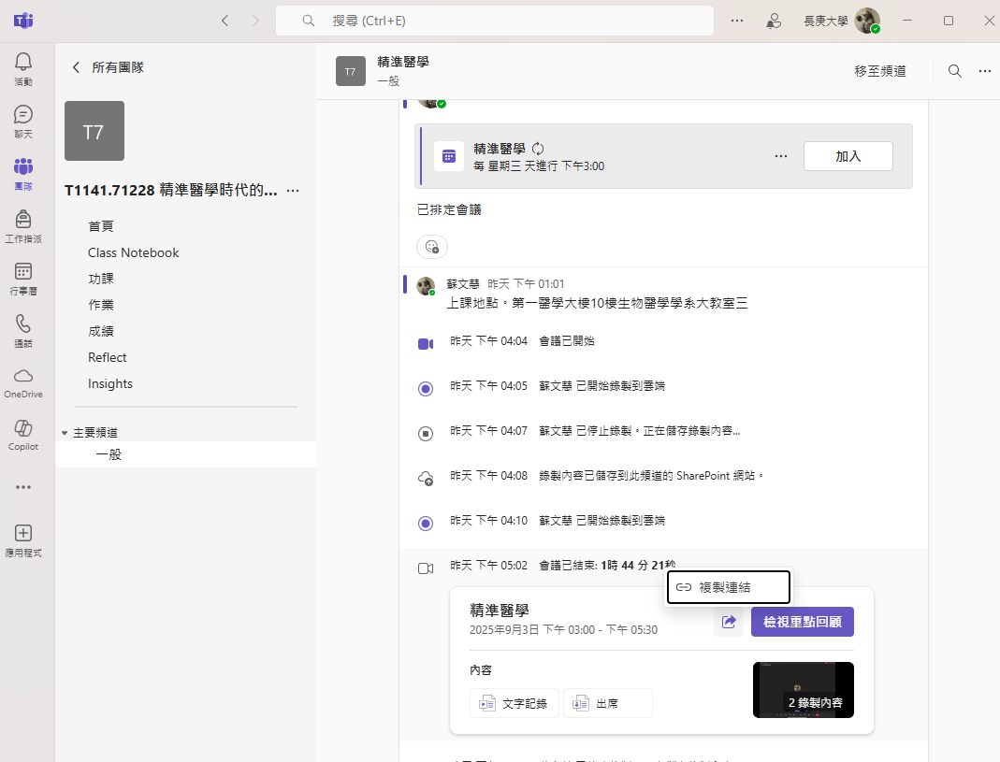 搜尋 (Ctrl+E)
長庚大學
活動
聊天
團隊
工作指派
行事曆
通話
OneDrive
Copilot
應用程式
所有團隊
T7
T1141.71228 精準醫學時代的...
首頁
Class Notebook
功課
作業
成績
Reflect
Insights
主要頻道
一般
T7
精準醫學
一般
移至頻道
精準醫學
每 星期三 天進行 下午3:00
加入
已排定會議
蘇文慧 昨天 下午 01:01
上課地點。第一醫學大樓10樓生物醫學學系大教室三
昨天 下午 04:04 會議已開始
昨天 下午 04:05 蘇文慧 已開始錄製到雲端
昨天 下午 04:07 蘇文慧 已停止錄製。正在儲存錄製內容...
昨天 下午 04:08 錄製內容已儲存到此頻道的 SharePoint 網站。
昨天 下午 04:10 蘇文慧 已開始錄製到雲端
昨天 下午 05:02 會議已結束: 1時 44 分 21秒
複製連結
精準醫學
2025年9月3日 下午 03:00 - 下午 05:30
檢視重點回顧
內容
文字記錄
出席
2 錄製內容